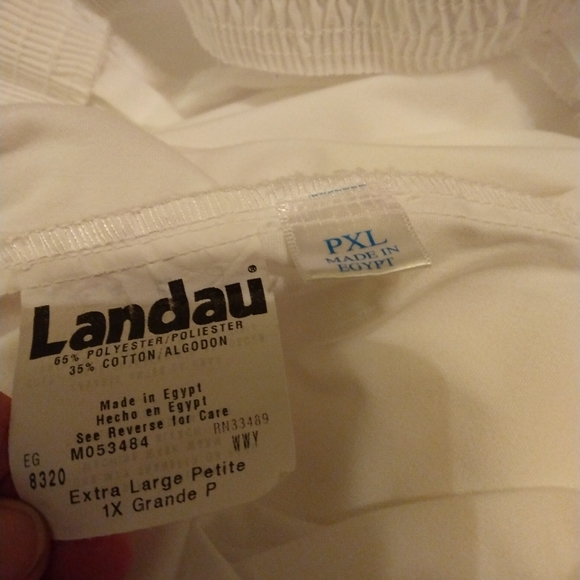 Landau®
65% POLYESTER/POLIESTER
35% COTTON/ALGODON
Made in Egypt
Hecho en Egypt
See Reverse for Care
RN33489
EG M053484 WWY
8320
Extra Large Petite
1X Grande P
PXL
MADE IN
EGYPT